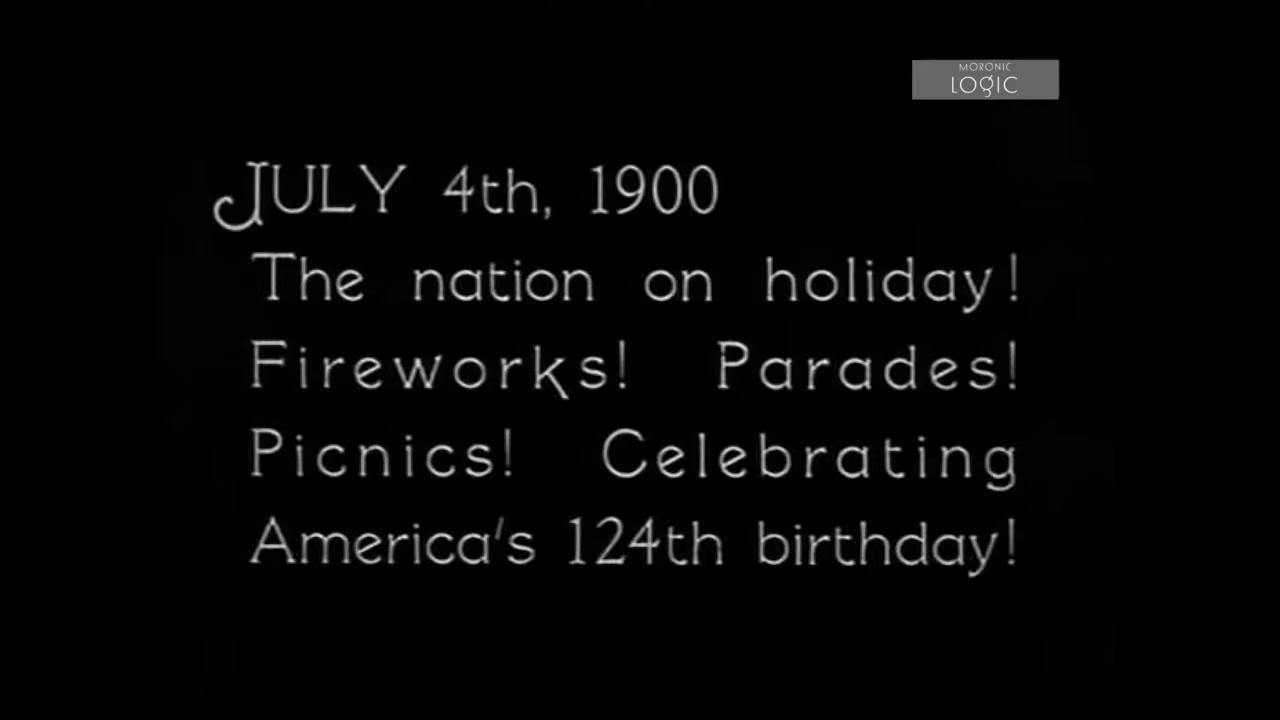 MORONIC
LOGIC
JULY 4th, 1900
The nation on holiday!
Fireworks! Parades!
Picnics! Celebrating
America's 124th birthday!